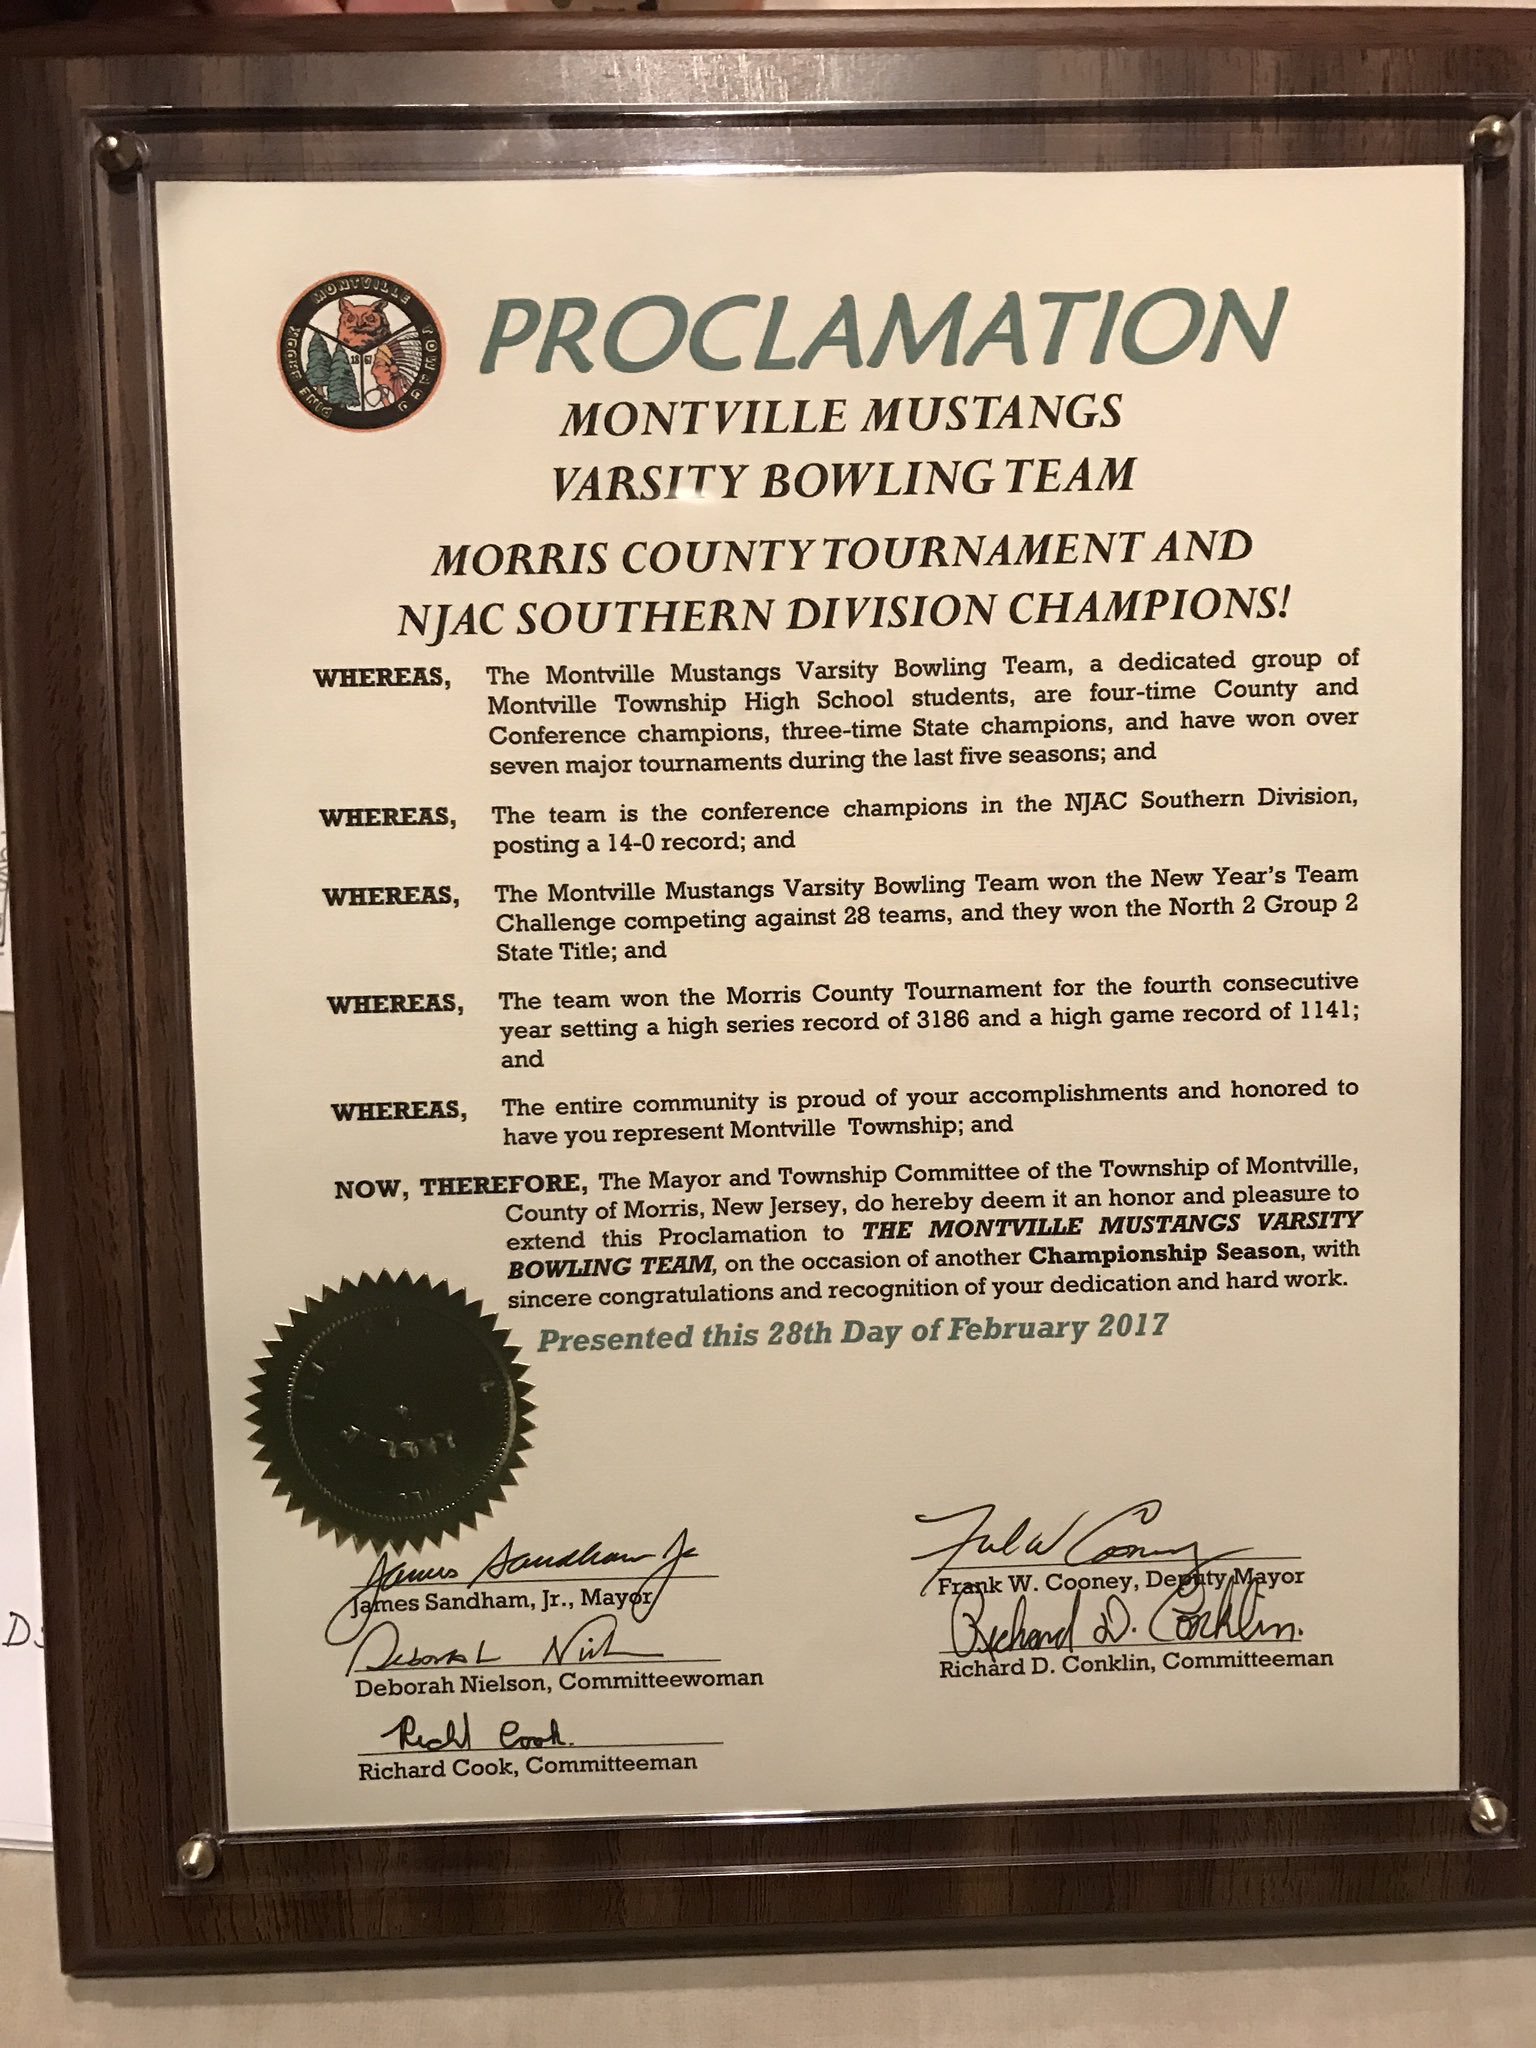 MONTVILLE TOWNSHIP
PINE BROOK
1867
PROCLAMATION
MONTVILLE MUSTANGS
VARSITY BOWLING TEAM
MORRIS COUNTY TOURNAMENT AND
NJAC SOUTHERN DIVISION CHAMPIONS!
WHEREAS, The Montville Mustangs Varsity Bowling Team, a dedicated group of
Montville Township High School students, are four-time County and
Conference champions, three-time State champions, and have won over
seven major tournaments during the last five seasons; and
WHEREAS, The team is the conference champions in the NJAC Southern Division,
posting a 14-0 record; and
WHEREAS, The Montville Mustangs Varsity Bowling Team won the New Year's Team
Challenge competing against 28 teams, and they won the North 2 Group 2
State Title; and
WHEREAS, The team won the Morris County Tournament for the fourth consecutive
year setting a high series record of 3186 and a high game record of 1141;
and
WHEREAS, The entire community is proud of your accomplishments and honored to
have you represent Montville Township; and
NOW, THEREFORE, The Mayor and Township Committee of the Township of Montville,
County of Morris, New Jersey, do hereby deem it an honor and pleasure to
extend this Proclamation to THE MONTVILLE MUSTANGS VARSITY
BOWLING TEAM, on the occasion of another Championship Season, with
sincere congratulations and recognition of your dedication and hard work.
Presented this 28th Day of February 2017
James Sandham Jr
James Sandham, Jr., Mayor
Frank W. Cooney, Deputy Mayor
Deborah Nielson, Committeewoman
Richard D. Conklin.
Richard D. Conklin, Committeeman
Richard Cook, Committeeman